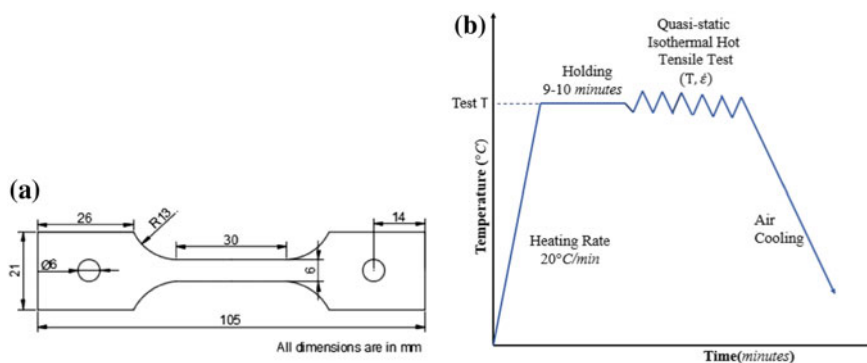 (a)
26
R13
30
14
21
Ø6
6
105
All dimensions are in mm
(b)
Quasi-static
Isothermal Hot
Tensile Test
(T, ε̇)
Holding
9-10 minutes
Test T
Temperature (°C)
Heating Rate
20°C/min
Air
Cooling
Time(minutes)